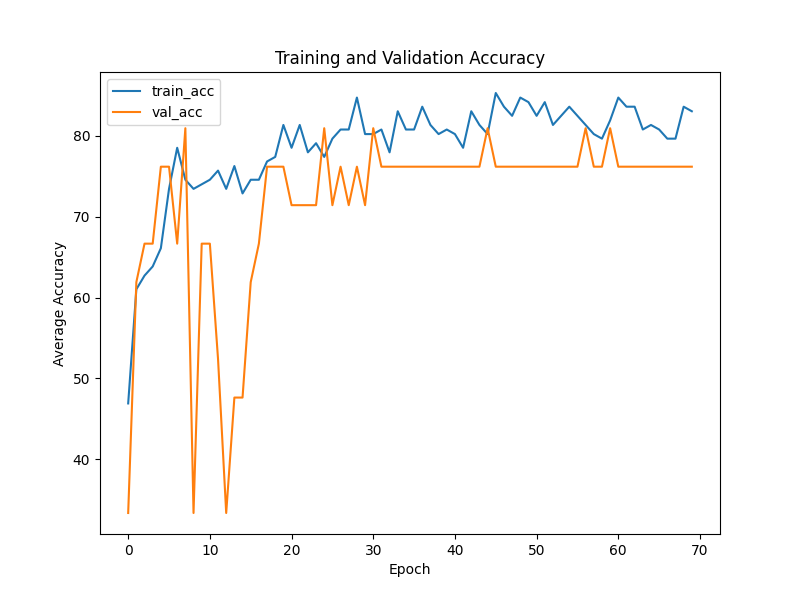 Training and Validation Accuracy
train_acc
val_acc
80
70
60
50
40
Average Accuracy
0 10 20 30 40 50 60 70
Epoch